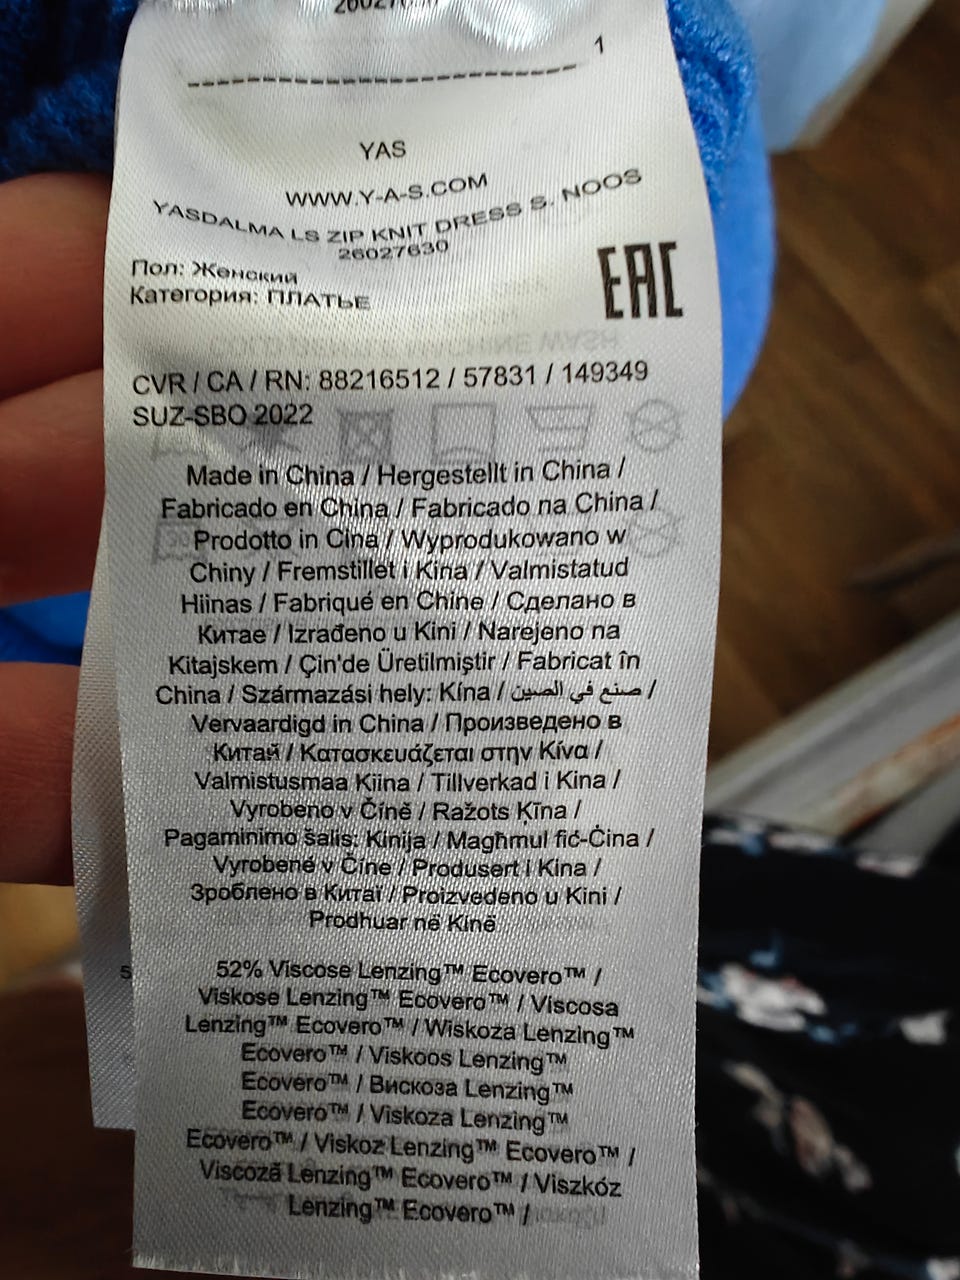 1
YAS
WWW.Y-A-S.COM
YASDALMA LS ZIP KNIT DRESS S. NOOS
26027630
Пол: Женский
Категория: ПЛАТЬЕ
EAC
CVR / CA / RN: 88216512 / 57831 / 149349
SUZ-SBO 2022
Made in China / Hergestellt in China /
Fabricado en China / Fabricado na China /
Prodotto in Cina / Wyprodukowano w
Chiny / Fremstillet i Kina / Valmistatud
Hiinas / Fabriqué en Chine / Сделано в
Китае / Izrađeno u Kini / Narejeno na
Kitajskem / Çin'de Üretilmiştir / Fabricat în
China / Származási hely: Kína / صنع في الصين /
Vervaardigd in China / Произведено в
Китай / Κατασκευάζεται στην Κίνα /
Valmistusmaa Kiina / Tillverkad i Kina /
Vyrobeno v Číně / Ražots Ķīna /
Pagaminimo šalis: Kinija / Magħmul fiċ-Ċina /
Vyrobené v Číne / Produsert i Kina /
Зроблено в Китаї / Proizvedeno u Kini /
Prodhuar në Kinë
5
52% Viscose Lenzing™ Ecovero™ /
Viskose Lenzing™ Ecovero™ / Viscosa
Lenzing™ Ecovero™ / Wiskoza Lenzing™
Ecovero™ / Viskoos Lenzing™
Ecovero™ / Вискоза Lenzing™
Ecovero™ / Viskoza Lenzing™
Ecovero™ / Viskoz Lenzing™ Ecovero™ /
Viscoză Lenzing™ Ecovero™ / Viszkóz
Lenzing™ Ecovero™ /